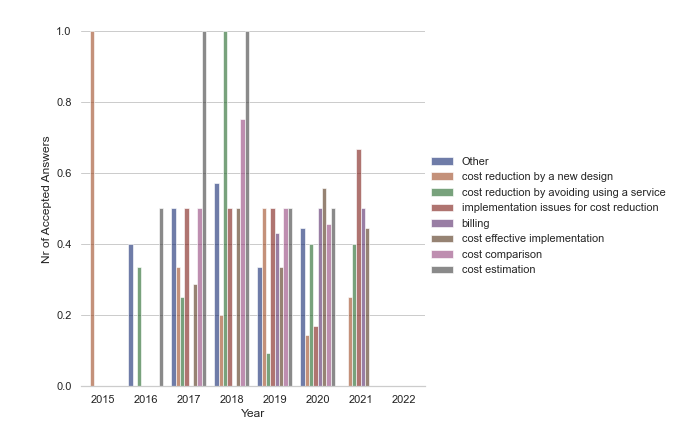 1.0
0.8
0.6
0.4
0.2
0.0
Nr of Accepted Answers
2015 2016 2017 2018 2019 2020 2021 2022
Year
Other
cost reduction by a new design
cost reduction by avoiding using a service
implementation issues for cost reduction
billing
cost effective implementation
cost comparison
cost estimation